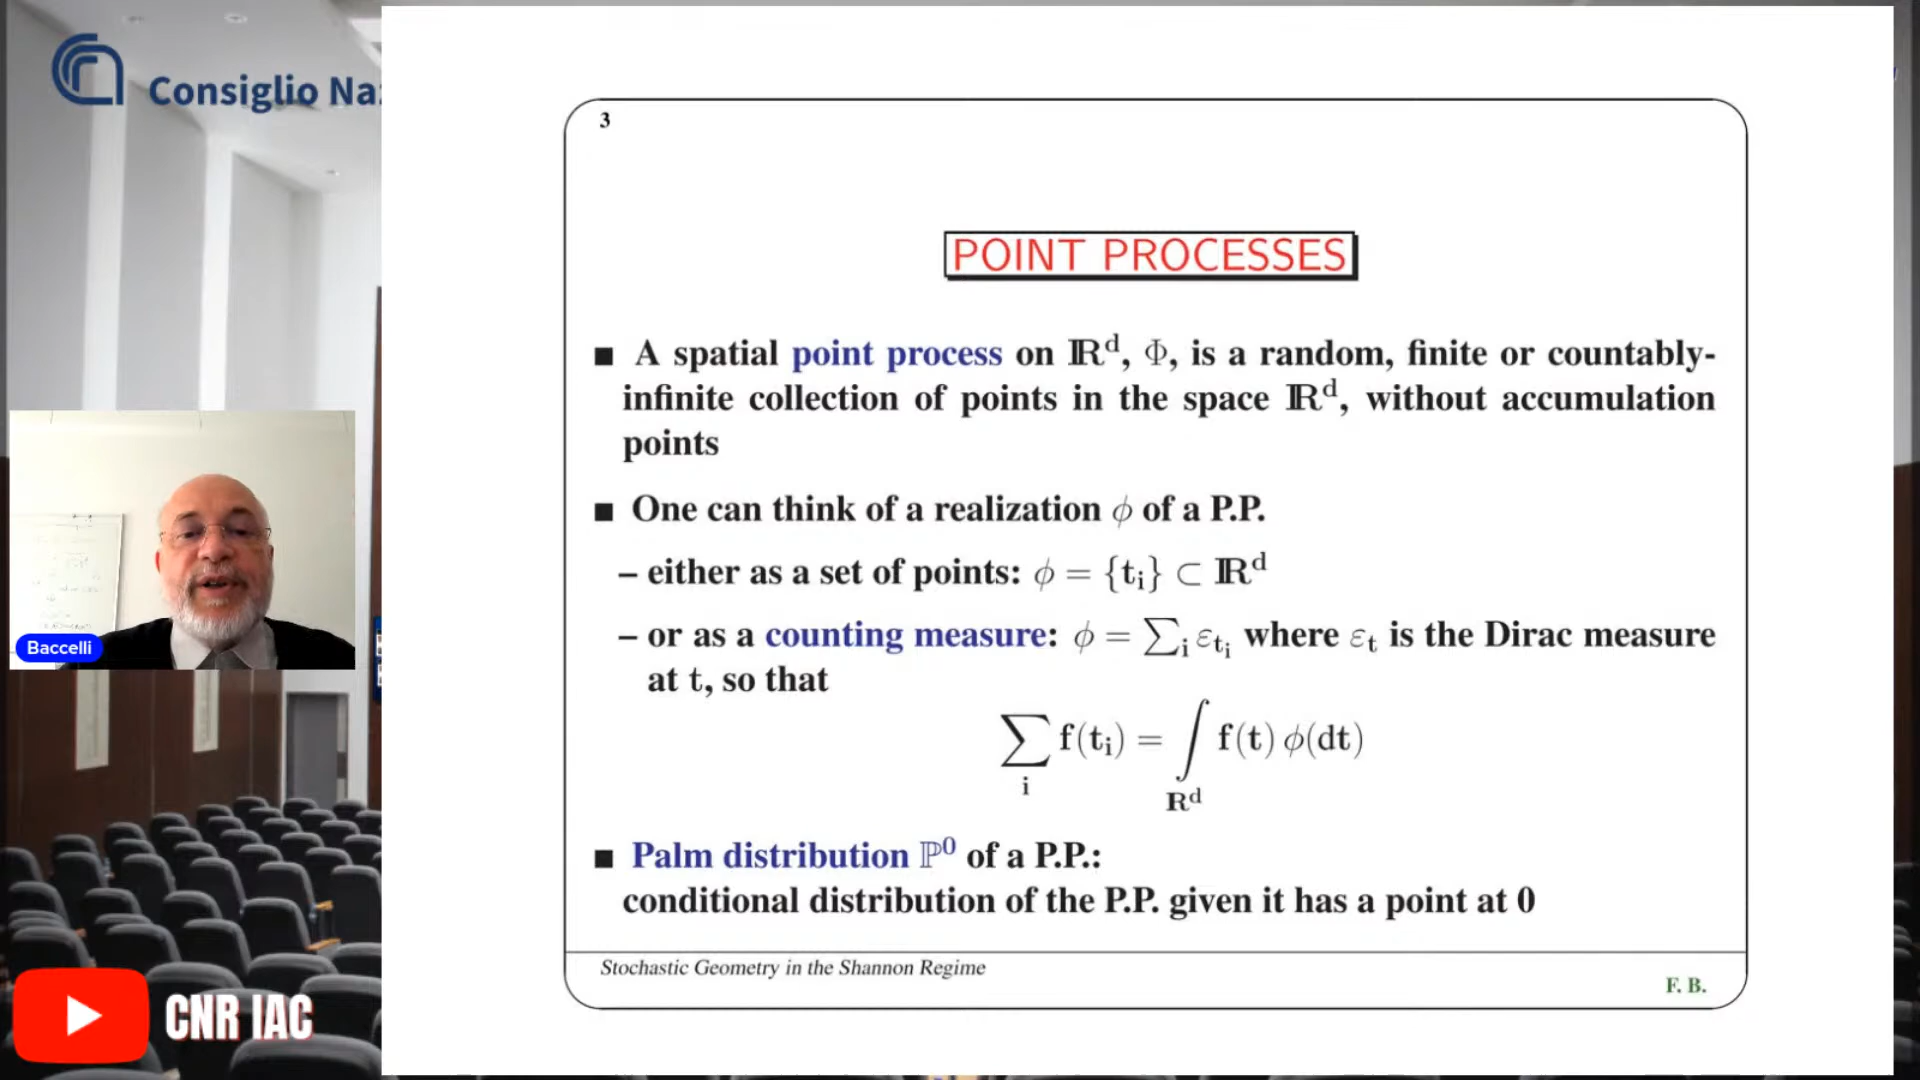 Consiglio Na
3
POINT PROCESSES
■ A spatial point process on ℝᵈ, Φ, is a random, finite or countably-
infinite collection of points in the space ℝᵈ, without accumulation
points
■ One can think of a realization ϕ of a P.P.
– either as a set of points: ϕ = {tᵢ} ⊂ ℝᵈ
– or as a counting measure: ϕ = ∑ᵢ ε_{tᵢ} where εₜ is the Dirac measure
at t, so that
∑ᵢ f(tᵢ) = ∫_{Rᵈ} f(t) ϕ(dt)
■ Palm distribution ℙ⁰ of a P.P.:
conditional distribution of the P.P. given it has a point at 0
Stochastic Geometry in the Shannon Regime
F. B.
Baccelli
CNR IAC